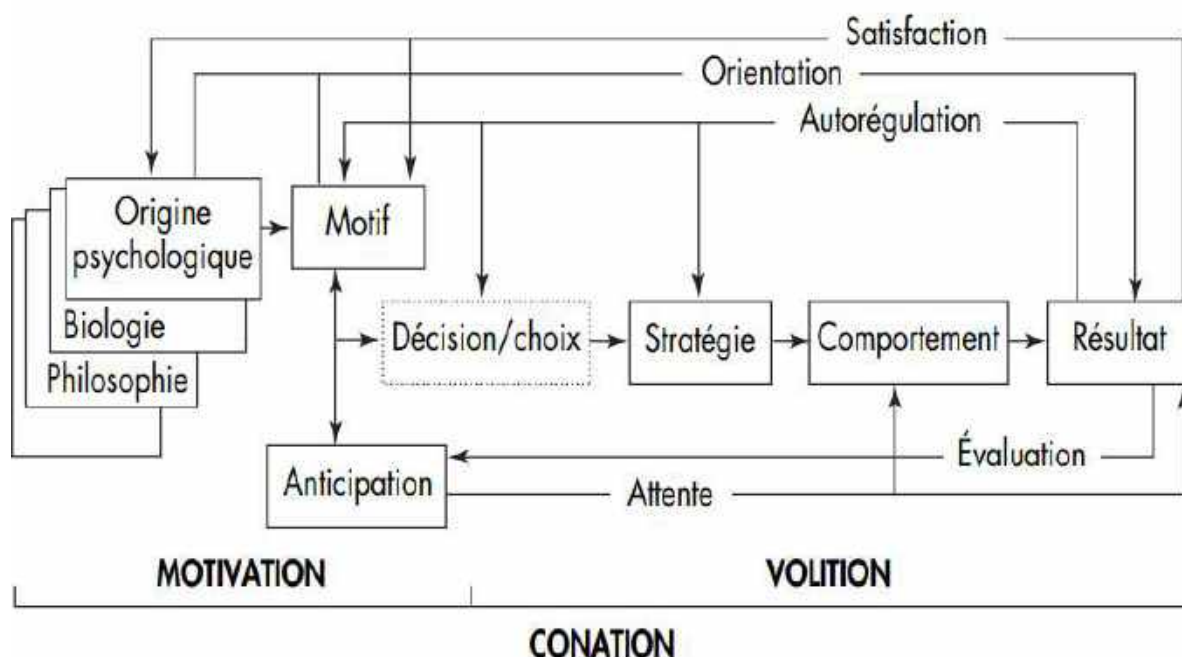 Satisfaction
Orientation
Autorégulation
Origine
psychologique
Motif
Biologie
Philosophie
Décision/choix
Stratégie
Comportement
Résultat
Évaluation
Anticipation
Attente
MOTIVATION
VOLITION
CONATION